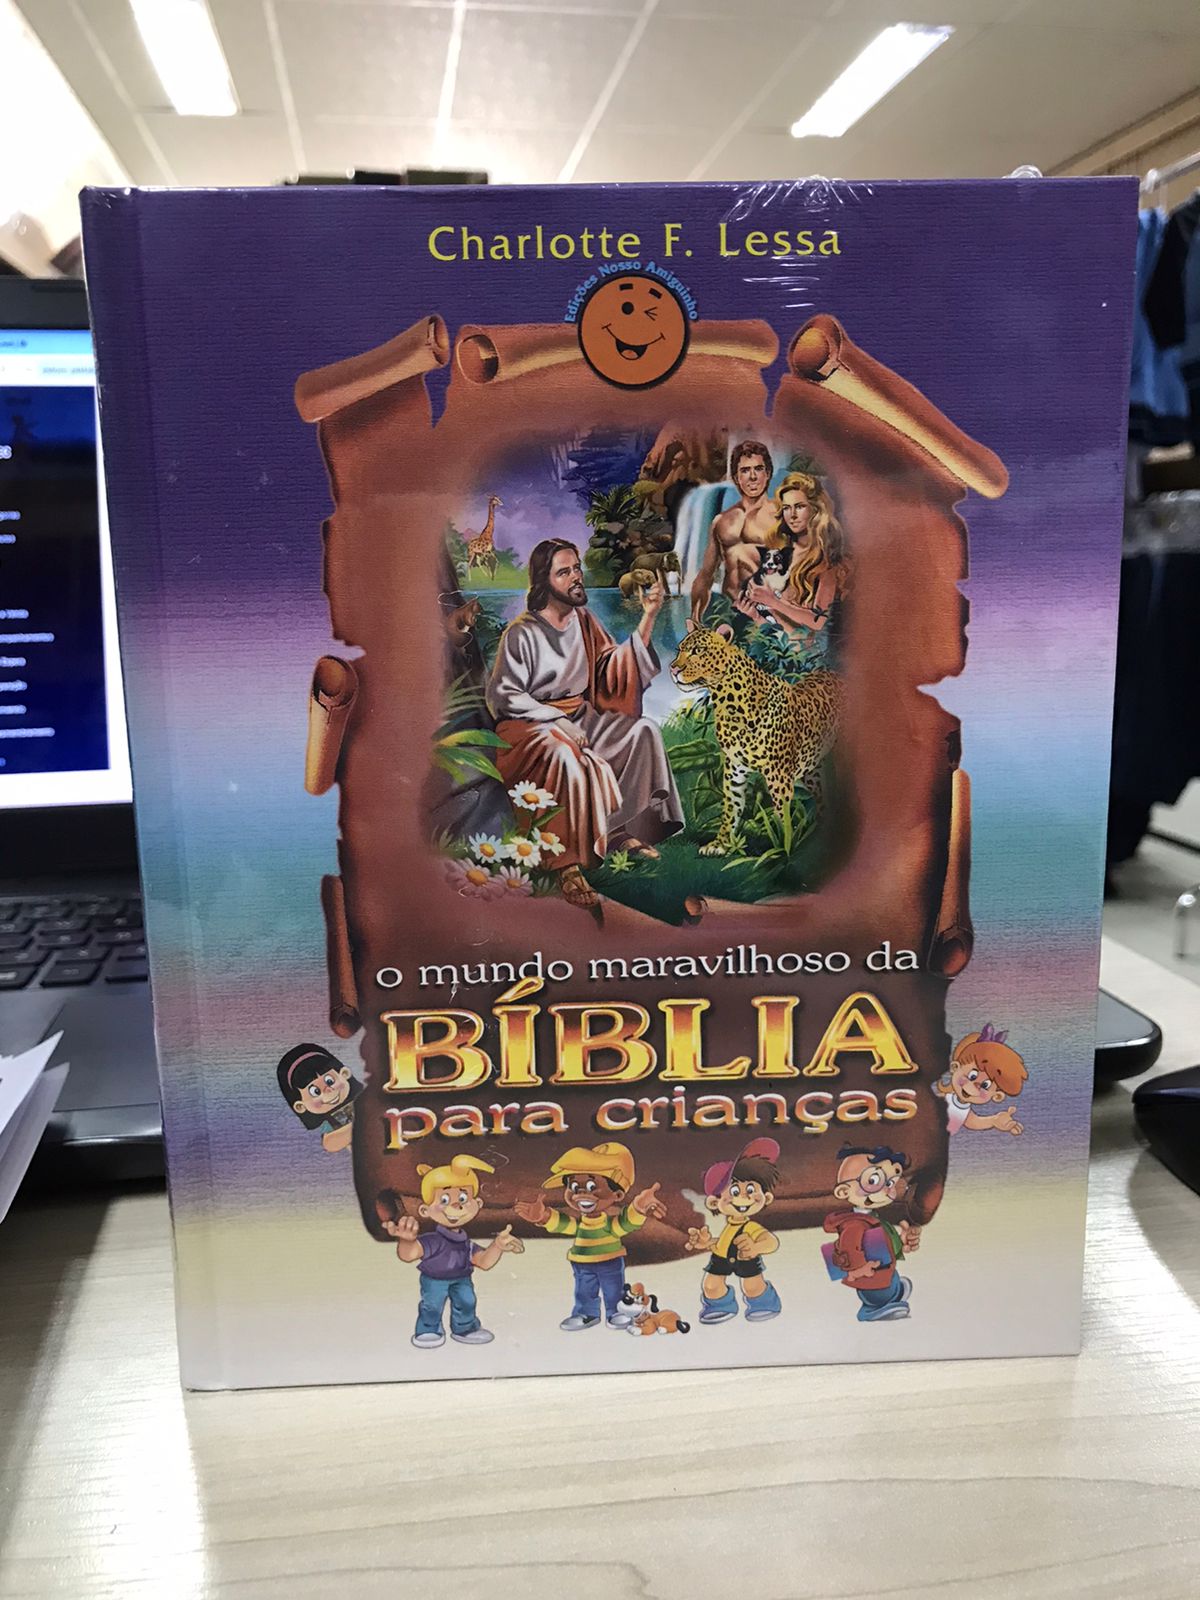 Charlotte F. Lessa
Edições Nosso Amiguinho
o mundo maravilhoso da
BÍBLIA
para crianças